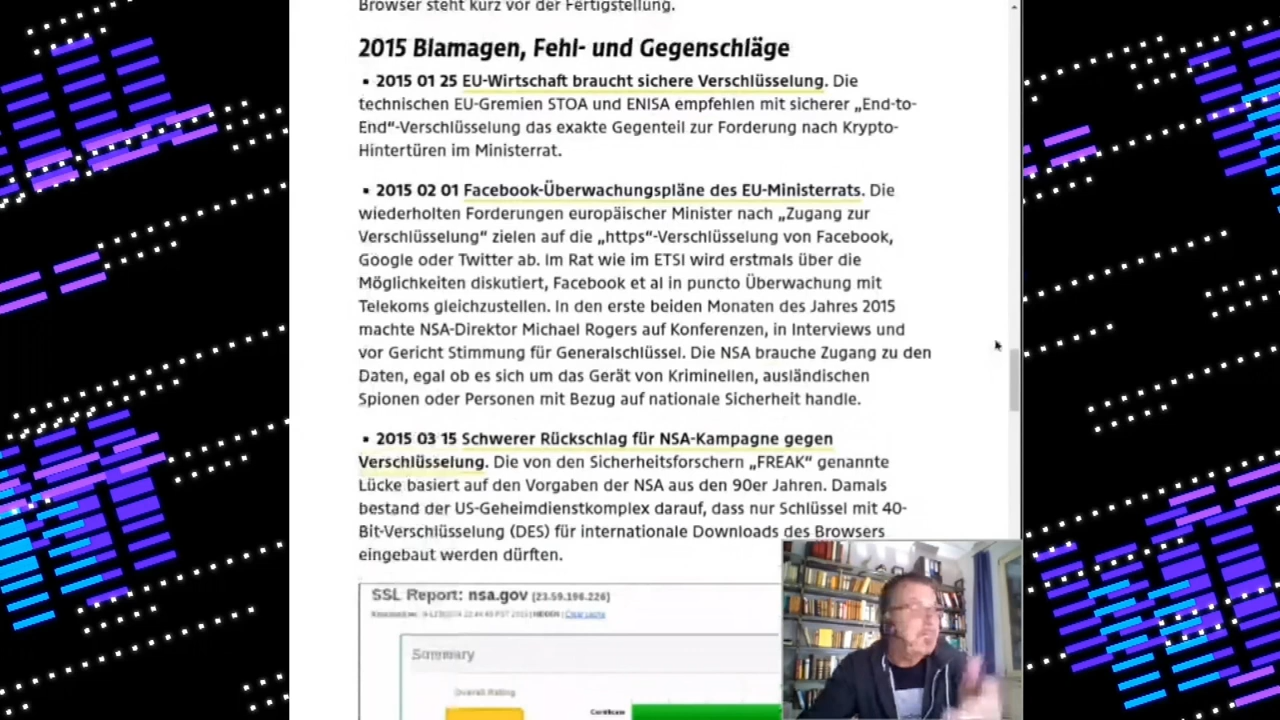 Browser steht kurz vor der Fertigstellung.
2015 Blamagen, Fehl- und Gegenschläge
▪ 2015 01 25 EU-Wirtschaft braucht sichere Verschlüsselung. Die
technischen EU-Gremien STOA und ENISA empfehlen mit sicherer „End-to-
End“-Verschlüsselung das exakte Gegenteil zur Forderung nach Krypto-
Hintertüren im Ministerrat.
▪ 2015 02 01 Facebook-Überwachungspläne des EU-Ministerrats. Die
wiederholten Forderungen europäischer Minister nach „Zugang zur
Verschlüsselung“ zielen auf die „https“-Verschlüsselung von Facebook,
Google oder Twitter ab. Im Rat wie im ETSI wird erstmals über die
Möglichkeiten diskutiert, Facebook et al in puncto Überwachung mit
Telekoms gleichzustellen. In den erste beiden Monaten des Jahres 2015
machte NSA-Direktor Michael Rogers auf Konferenzen, in Interviews und
vor Gericht Stimmung für Generalschlüssel. Die NSA brauche Zugang zu den
Daten, egal ob es sich um das Gerät von Kriminellen, ausländischen
Spionen oder Personen mit Bezug auf nationale Sicherheit handle.
▪ 2015 03 15 Schwerer Rückschlag für NSA-Kampagne gegen
Verschlüsselung. Die von den Sicherheitsforschern „FREAK“ genannte
Lücke basiert auf den Vorgaben der NSA aus den 90er Jahren. Damals
bestand der US-Geheimdienstkomplex darauf, dass nur Schlüssel mit 40-
Bit-Verschlüsselung (DES) für internationale Downloads des Browsers
eingebaut werden dürften.
SSL Report: nsa.gov [23.59.196.226]
Clear cache
Summary
Overall Rating
Certificate